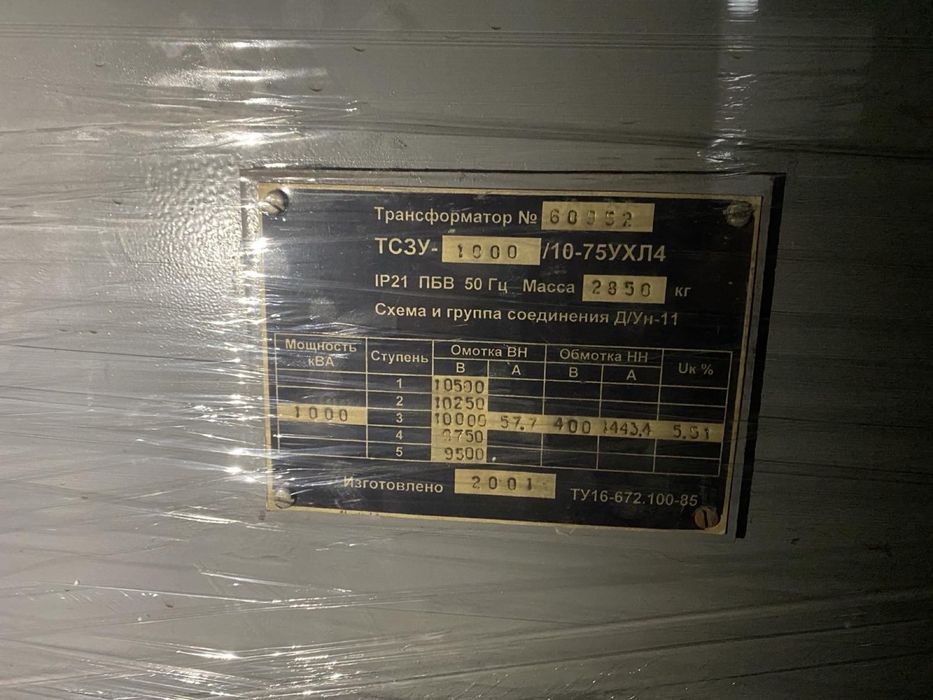 Трансформатор №
ТСЗУ- 1000 /10-75УХЛ4
IP21 ПБВ 50 Гц Масса 2850 кг
Схема и группа соединения Д/Ун-11
Мощность кВА Ступень Омотка ВН Обмотка НН Uк %
В А В А
1 10500
2 10250
1000 3 10000 57.7 400 1443.4 5.51
4 9750
5 9500
Изготовлено 2001 ТУ16-672.100-85